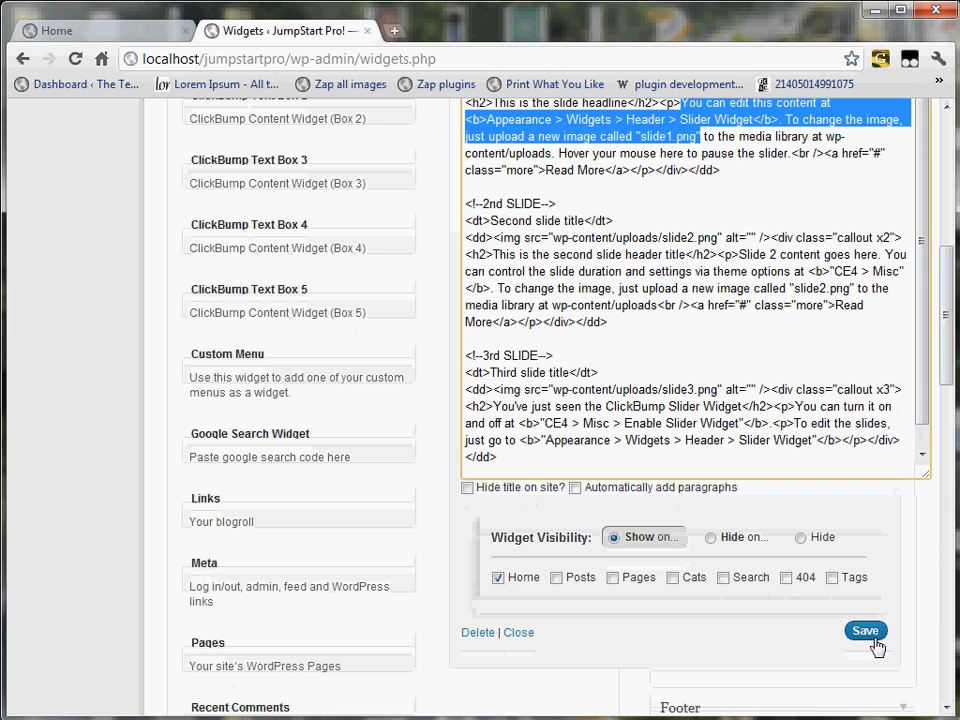 Home
Widgets ‹ JumpStart Pro! —
localhost/jumpstartpro/wp-admin/widgets.php
Dashboard ‹ The Te...
lor Lorem Ipsum - All t...
Zap all images
Zap plugins
Print What You Like
W plugin development...
21405014991075
»
ClickBump Content Widget (Box 2)
ClickBump Text Box 3
ClickBump Content Widget (Box 3)
ClickBump Text Box 4
ClickBump Content Widget (Box 4)
ClickBump Text Box 5
ClickBump Content Widget (Box 5)
Custom Menu
Use this widget to add one of your custom
menus as a widget.
Google Search Widget
Paste google search code here
Links
Your blogroll
Meta
Log in/out, admin, feed and WordPress
links
Pages
Your site's WordPress Pages
Recent Comments
<h2>This is the slide headline</h2><p>You can edit this content at
<b>Appearance > Widgets > Header > Slider Widget</b>. To change the image,
just upload a new image called "slide1.png" to the media library at wp-
content/uploads. Hover your mouse here to pause the slider.<br /><a href="#"
class="more">Read More</a></p></div></dd>
<!--2nd SLIDE-->
<dt>Second slide title</dt>
<dd><img src="wp-content/uploads/slide2.png" alt="" /><div class="callout x2">
<h2>This is the second slide header title</h2><p>Slide 2 content goes here. You
can control the slide duration and settings via theme options at <b>"CE4 > Misc"
</b>. To change the image, just upload a new image called "slide2.png" to the
media library at wp-content/uploads<br /><a href="#" class="more">Read
More</a></p></div></dd>
<!--3rd SLIDE-->
<dt>Third slide title</dt>
<dd><img src="wp-content/uploads/slide3.png" alt="" /><div class="callout x3">
<h2>You've just seen the ClickBump Slider Widget</h2><p>You can turn it on
and off at <b>"CE4 > Misc > Enable Slider Widget"</b>.<p>To edit the slides,
just go to <b>"Appearance > Widgets > Header > Slider Widget"</b></p></div>
</dd>
Hide title on site? Automatically add paragraphs
Widget Visibility: Show on... Hide on... Hide
Home Posts Pages Cats Search 404 Tags
Delete | Close
Save
Footer